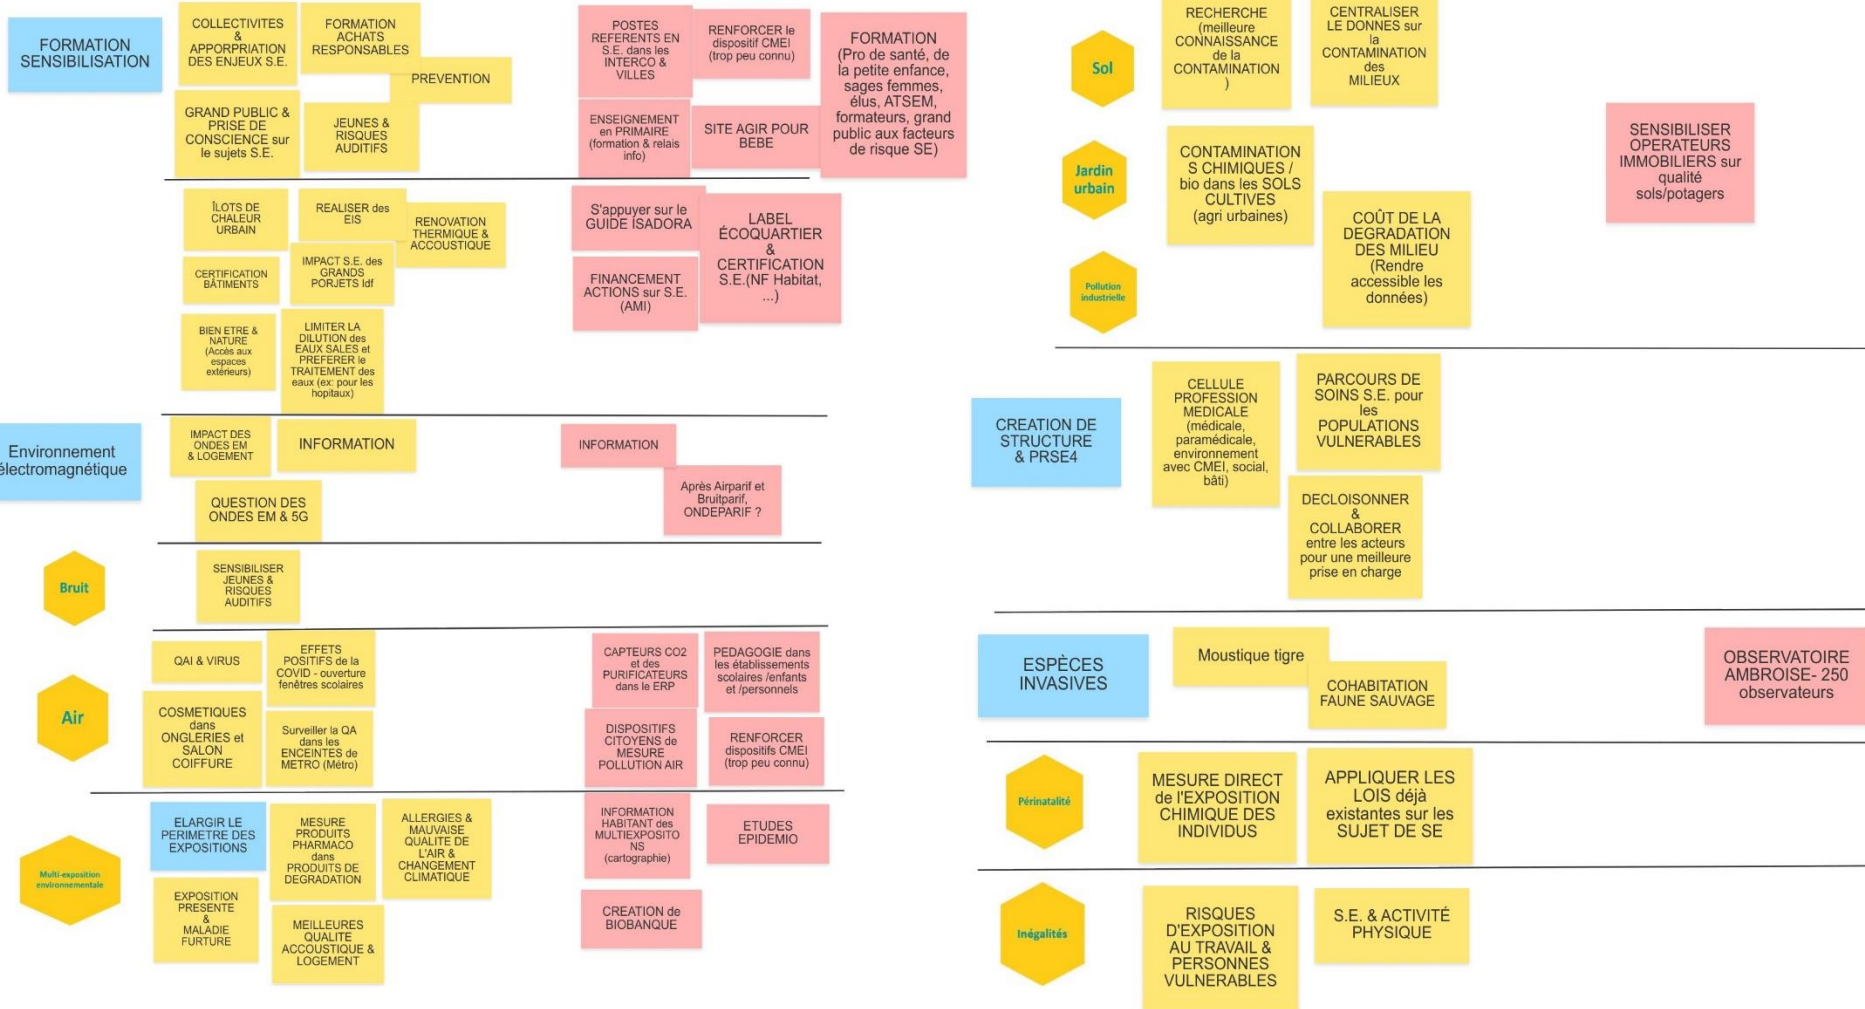 FORMATION
SENSIBILISATION
COLLECTIVITES
&
APPORPRIATION
DES ENJEUX S.E.
FORMATION
ACHATS
RESPONSABLES
PREVENTION
GRAND PUBLIC &
PRISE DE
CONSCIENCE sur
le sujets S.E.
JEUNES &
RISQUES
AUDITIFS
POSTES
REFERENTS EN
S.E. dans les
INTERCO &
VILLES
RENFORCER le
dispositif CMEI
(trop peu connu)
FORMATION
(Pro de santé, de
la petite enfance,
sages femmes,
élus, ATSEM,
formateurs, grand
public aux facteurs
de risque SE)
ENSEIGNEMENT
en PRIMAIRE
(formation & relais
info)
SITE AGIR POUR
BEBE
ÎLOTS DE
CHALEUR
URBAIN
REALISER des
EIS
RENOVATION
THERMIQUE &
ACCOUSTIQUE
CERTIFICATION
BÂTIMENTS
IMPACT S.E. des
GRANDS
PORJETS Idf
BIEN ETRE &
NATURE
(Accès aux
espaces
extérieurs)
LIMITER LA
DILUTION des
EAUX SALES et
PREFERER le
TRAITEMENT des
eaux (ex: pour les
hopitaux)
S'appuyer sur le
GUIDE ISADORA
LABEL
ÉCOQUARTIER
&
CERTIFICATION
S.E.(NF Habitat,
...)
FINANCEMENT
ACTIONS sur S.E.
(AMI)
Environnement
électromagnétique
IMPACT DES
ONDES EM
& LOGEMENT
INFORMATION
QUESTION DES
ONDES EM & 5G
INFORMATION
Après Airparif et
Bruitparif,
ONDEPARIF ?
Bruit
SENSIBILISER
JEUNES &
RISQUES
AUDITIFS
Air
QAI & VIRUS
EFFETS
POSITIFS de la
COVID - ouverture
fenêtres scolaires
COSMETIQUES
dans
ONGLERIES et
SALON
COIFFURE
Surveiller la QA
dans les
ENCEINTES de
METRO (Métro)
CAPTEURS CO2
et des
PURIFICATEURS
dans le ERP
PEDAGOGIE dans
les établissements
scolaires /enfants
et /personnels
DISPOSITIFS
CITOYENS de
MESURE
POLLUTION AIR
RENFORCER
dispositifs CMEI
(trop peu connu)
Multi-exposition
environnementale
ELARGIR LE
PERIMETRE DES
EXPOSITIONS
MESURE
PRODUITS
PHARMACO
dans
PRODUITS DE
DEGRADATION
ALLERGIES &
MAUVAISE
QUALITE DE
L'AIR &
CHANGEMENT
CLIMATIQUE
EXPOSITION
PRESENTE
&
MALADIE
FURTURE
MEILLEURES
QUALITE
ACCOUSTIQUE &
LOGEMENT
INFORMATION
HABITANT des
MULTIEXPOSITO
NS
(cartographie)
ETUDES
EPIDEMIO
CREATION de
BIOBANQUE
Sol
RECHERCHE
(meilleure
CONNAISSANCE
de la
CONTAMINATION
)
CENTRALISER
LE DONNES sur
la
CONTAMINATION
des
MILIEUX
Jardin
urbain
CONTAMINATION
S CHIMIQUES /
bio dans les SOLS
CULTIVES
(agri urbaines)
SENSIBILISER
OPERATEURS
IMMOBILIERS sur
qualité
sols/potagers
Pollution
industrielle
COÛT DE LA
DEGRADATION
DES MILIEU
(Rendre
accessible les
données)
CREATION DE
STRUCTURE
& PRSE4
CELLULE
PROFESSION
MEDICALE
(médicale,
paramédicale,
environnement
avec CMEI, social,
bâti)
PARCOURS DE
SOINS S.E. pour
les
POPULATIONS
VULNERABLES
DECLOISONNER
&
COLLABORER
entre les acteurs
pour une meilleure
prise en charge
ESPÈCES
INVASIVES
Moustique tigre
COHABITATION
FAUNE SAUVAGE
OBSERVATOIRE
AMBROISE- 250
observateurs
Périnatalité
MESURE DIRECT
de l'EXPOSITION
CHIMIQUE DES
INDIVIDUS
APPLIQUER LES
LOIS déjà
existantes sur les
SUJET DE SE
Inégalités
RISQUES
D'EXPOSITION
AU TRAVAIL &
PERSONNES
VULNERABLES
S.E. & ACTIVITÉ
PHYSIQUE